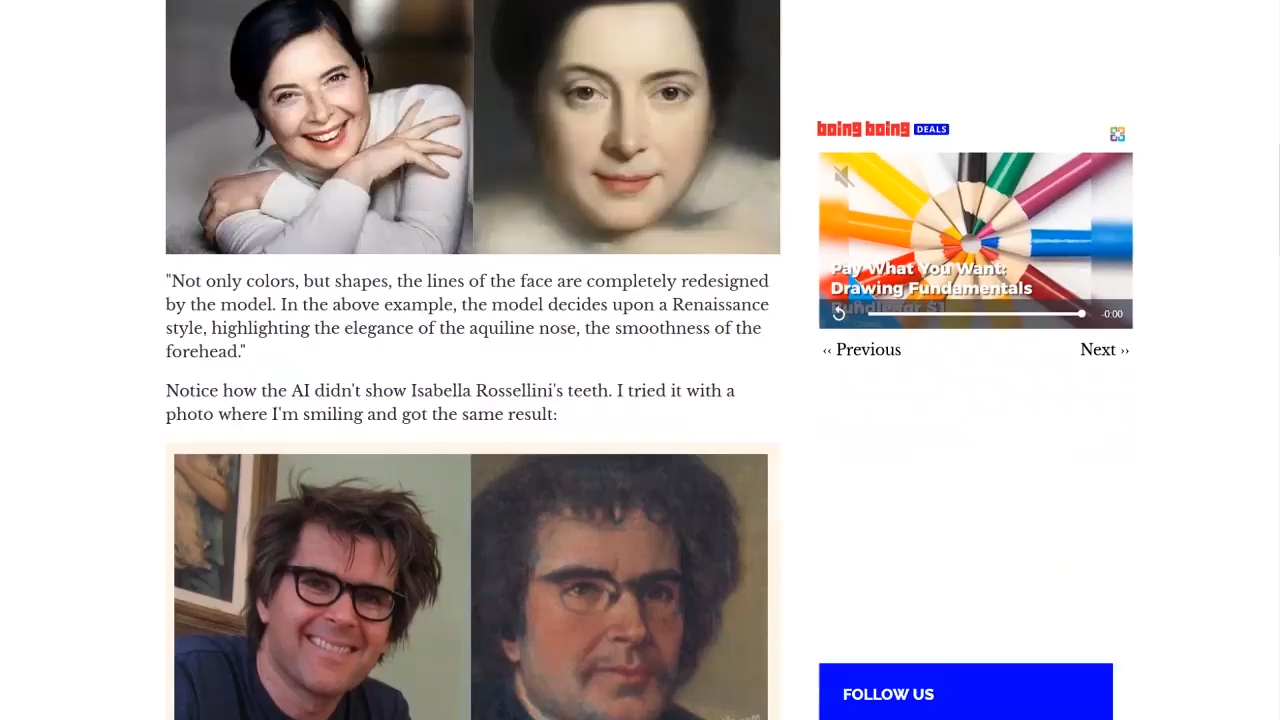 boing boing DEALS
Pay What You Want:
Drawing Fundamentals
Bundle for $1
-0:00
‹‹ Previous
Next ››
"Not only colors, but shapes, the lines of the face are completely redesigned
by the model. In the above example, the model decides upon a Renaissance
style, highlighting the elegance of the aquiline nose, the smoothness of the
forehead."
Notice how the AI didn't show Isabella Rossellini's teeth. I tried it with a
photo where I'm smiling and got the same result:
FOLLOW US